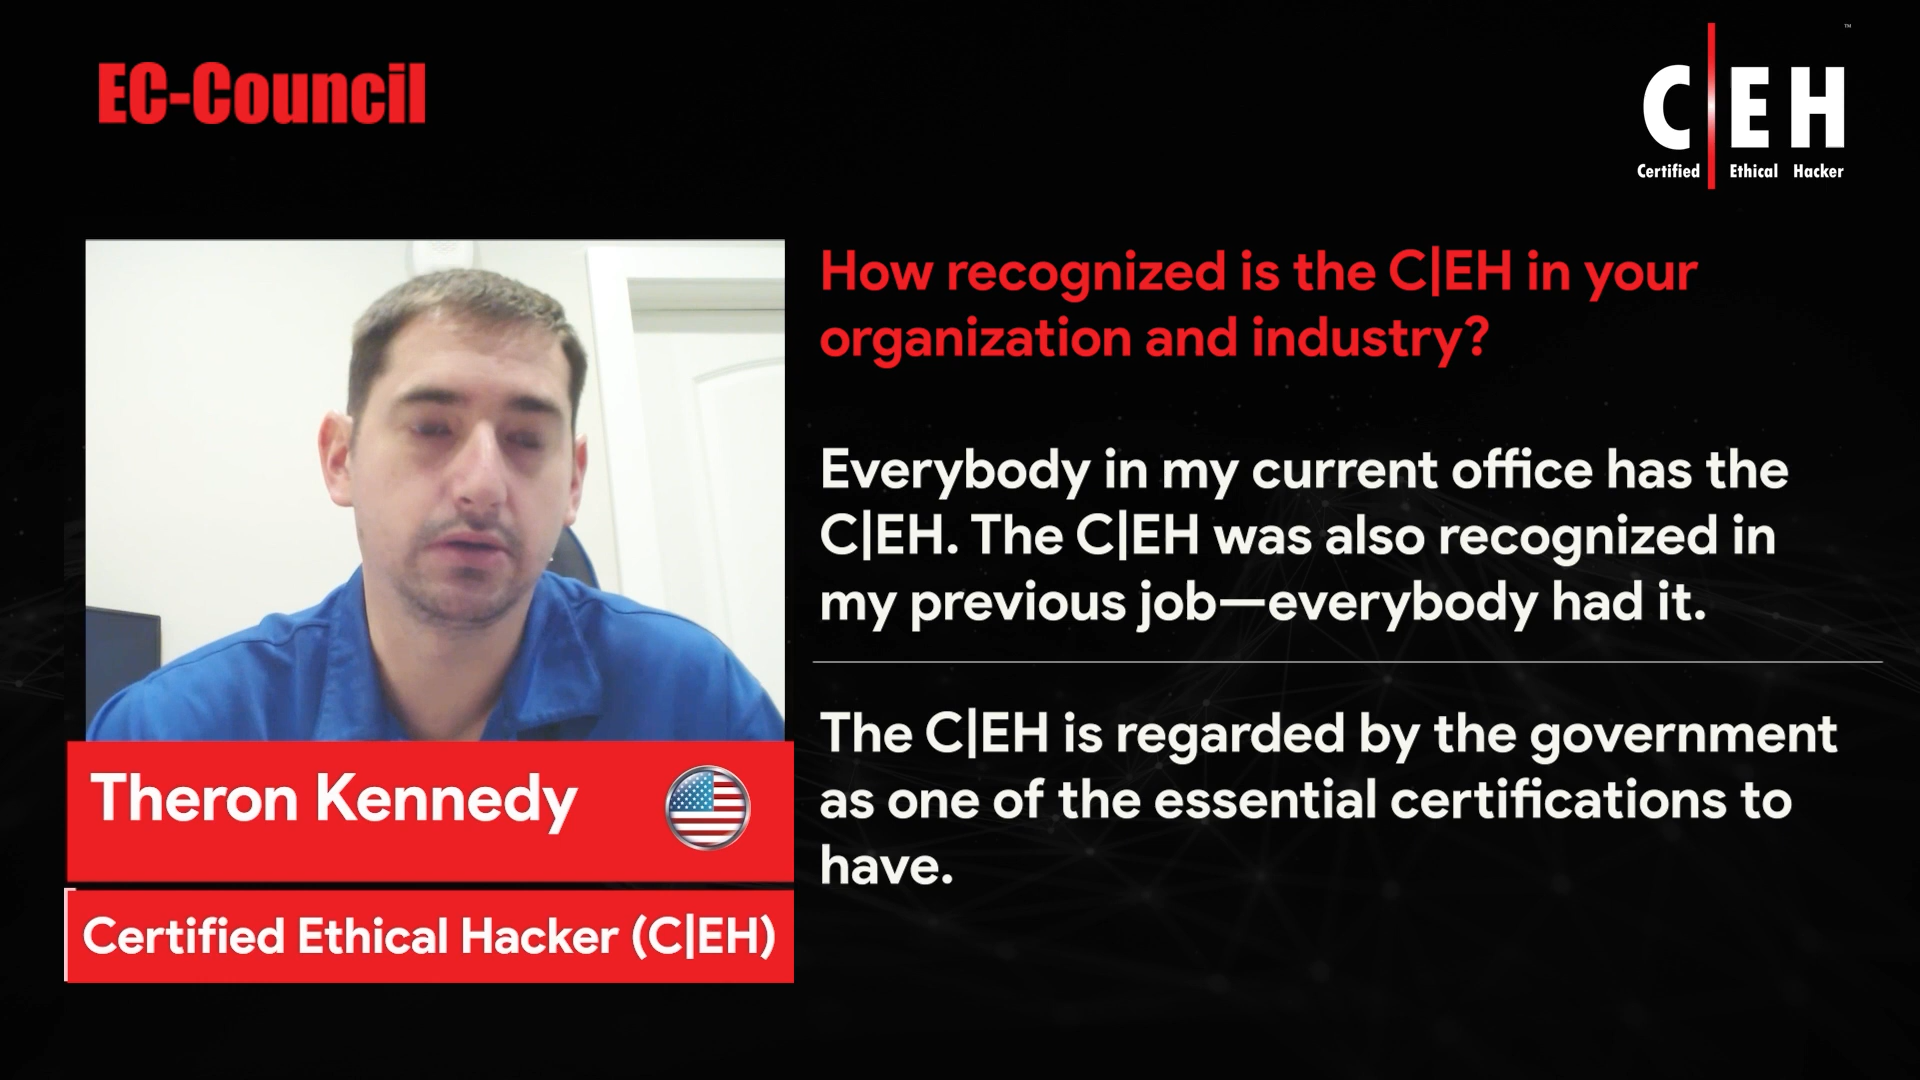 EC-Council
™
C|EH
Certified Ethical Hacker
How recognized is the C|EH in your
organization and industry?
Everybody in my current office has the
C|EH. The C|EH was also recognized in
my previous job—everybody had it.
The C|EH is regarded by the government
as one of the essential certifications to
have.
Theron Kennedy
Certified Ethical Hacker (C|EH)